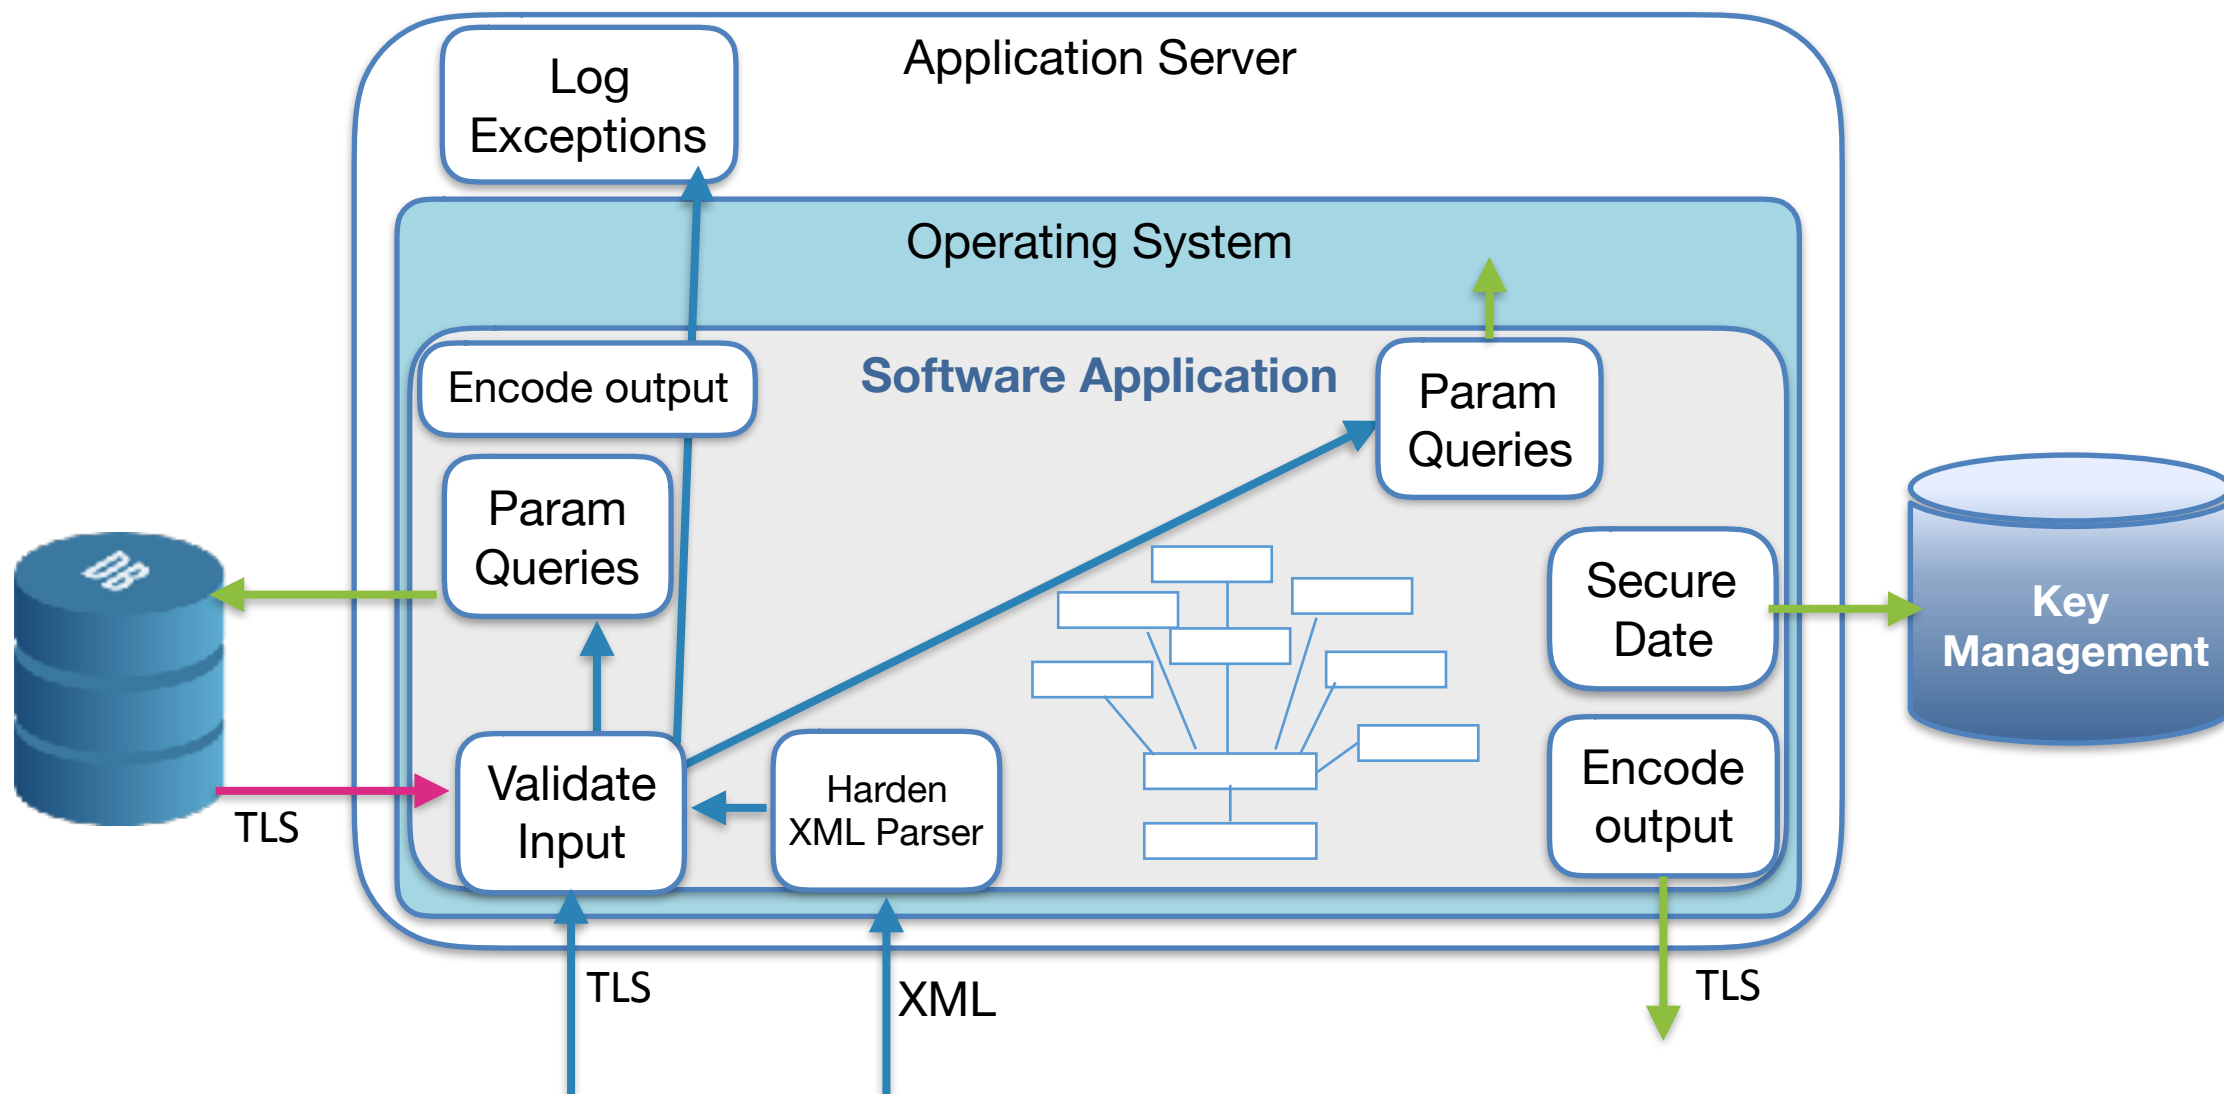 Log
Exceptions
Application Server
Operating System
Encode output
Software Application
Param
Queries
Param
Queries
DB
Secure
Date
Key
Management
Validate
Input
Harden
XML Parser
Encode
output
TLS
TLS
XML
TLS